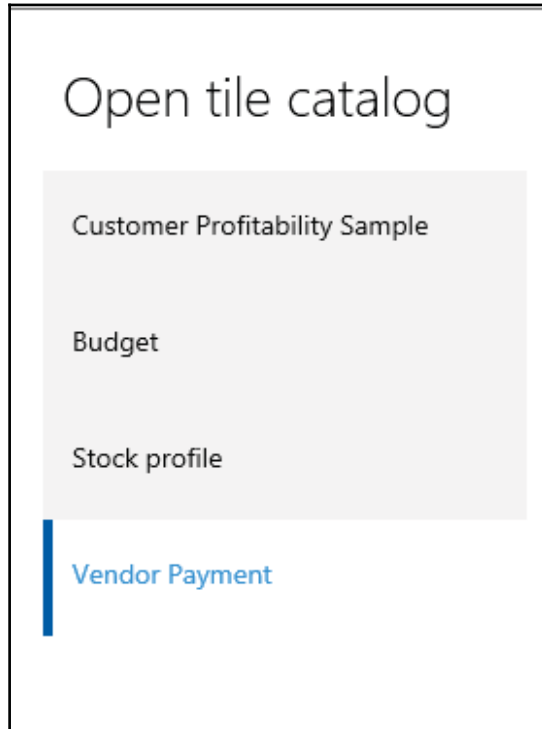 Open tile catalog
Customer Profitability Sample
Budget
Stock profile
Vendor Payment